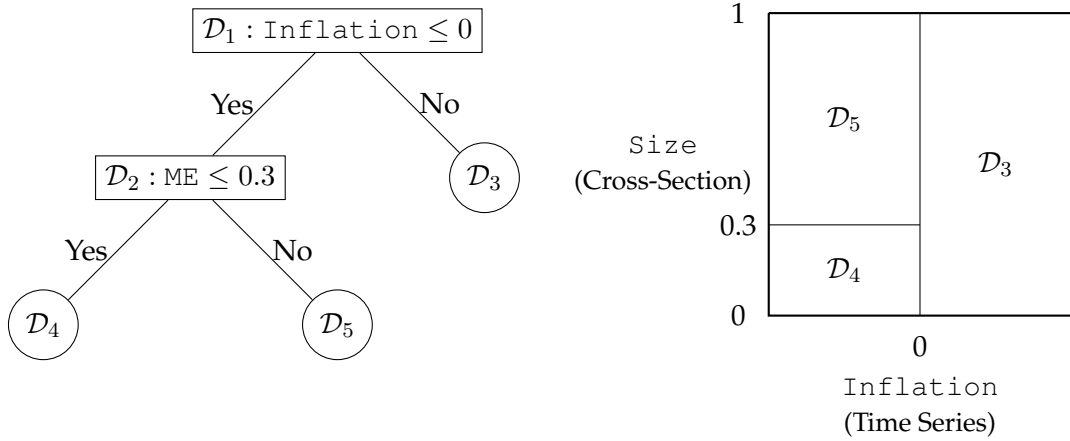 𝒟₁ : Inflation ≤ 0
Yes
No
𝒟₂ : ME ≤ 0.3
𝒟₃
Yes
No
𝒟₄
𝒟₅
1
𝒟₅
Size
(Cross-Section)
𝒟₃
0.3
𝒟₄
0
0
Inflation
(Time Series)